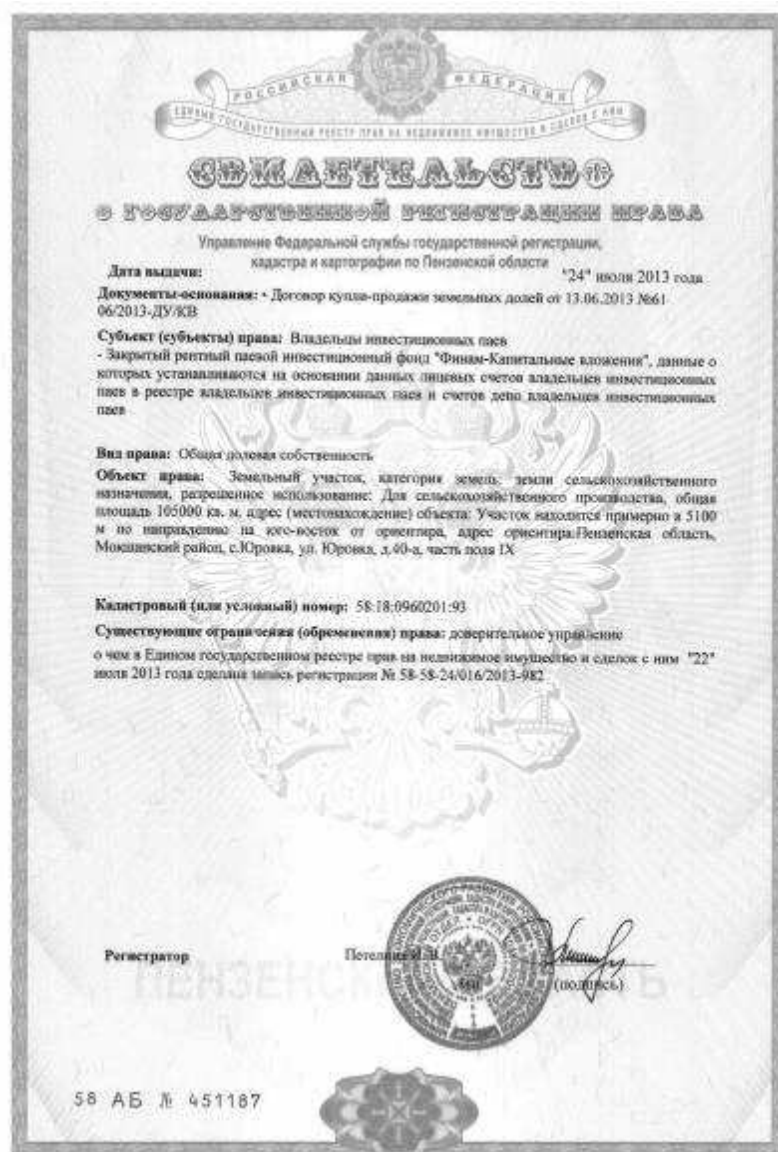 РОССИЙСКАЯ ФЕДЕРАЦИЯ
ЕДИНЫЙ ГОСУДАРСТВЕННЫЙ РЕЕСТР ПРАВ НА НЕДВИЖИМОЕ ИМУЩЕСТВО И СДЕЛОК С НИМ
СВИДЕТЕЛЬСТВО
О ГОСУДАРСТВЕННОЙ РЕГИСТРАЦИИ ПРАВА
Управление Федеральной службы государственной регистрации,
кадастра и картографии по Пензенской области
Дата выдачи: "24" июля 2013 года
Документы-основания: • Договор купли-продажи земельных долей от 13.06.2013 №61
06/2013-ДУ/КВ
Субъект (субъекты) права: Владельцы инвестиционных паев
- Закрытый рентный паевой инвестиционный фонд "Финам-Капитальные вложения", данные о
которых устанавливаются на основании данных лицевых счетов владельцев инвестиционных
паев в реестре владельцев инвестиционных паев и счетов депо владельцев инвестиционных
паев
Вид права: Общая долевая собственность
Объект права: Земельный участок, категория земель: земли сельскохозяйственного
назначения, разрешенное использование: Для сельскохозяйственного производства, общая
площадь 105000 кв. м, адрес (местонахождение) объекта: Участок находится примерно в 5100
м по направлению на юго-восток от ориентира, адрес ориентира:Пензенская область,
Мокшанский район, с.Юровка, ул. Юровка, д.40-а, часть поля IX
Кадастровый (или условный) номер: 58:18:0960201:93
Существующие ограничения (обременения) права: доверительное управление
о чем в Едином государственном реестре прав на недвижимое имущество и сделок с ним "22"
июля 2013 года сделана запись регистрации № 58-58-24/016/2013-982
Регистратор
(подпись)
58 АБ № 451187